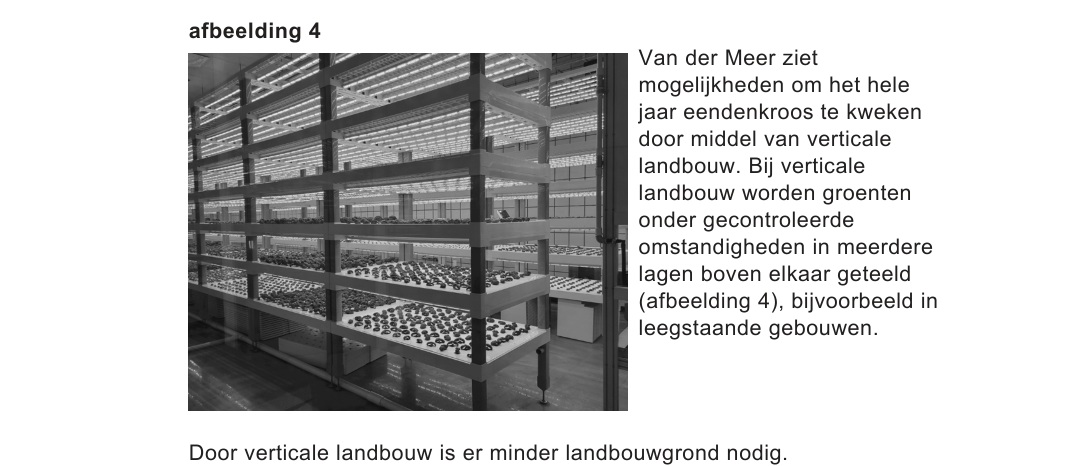 afbeelding 4
Van der Meer ziet
mogelijkheden om het hele
jaar eendenkroos te kweken
door middel van verticale
landbouw. Bij verticale
landbouw worden groenten
onder gecontroleerde
omstandigheden in meerdere
lagen boven elkaar geteeld
(afbeelding 4), bijvoorbeeld in
leegstaande gebouwen.
Door verticale landbouw is er minder landbouwgrond nodig.